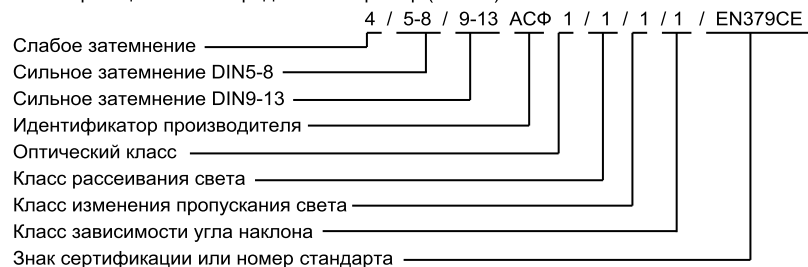 4 / 5-8 / 9-13 АСФ 1 / 1 / 1 / 1 / EN379CE
Слабое затемнение
Сильное затемнение DIN5-8
Сильное затемнение DIN9-13
Идентификатор производителя
Оптический класс
Класс рассеивания света
Класс изменения пропускания света
Класс зависимости угла наклона
Знак сертификации или номер стандарта